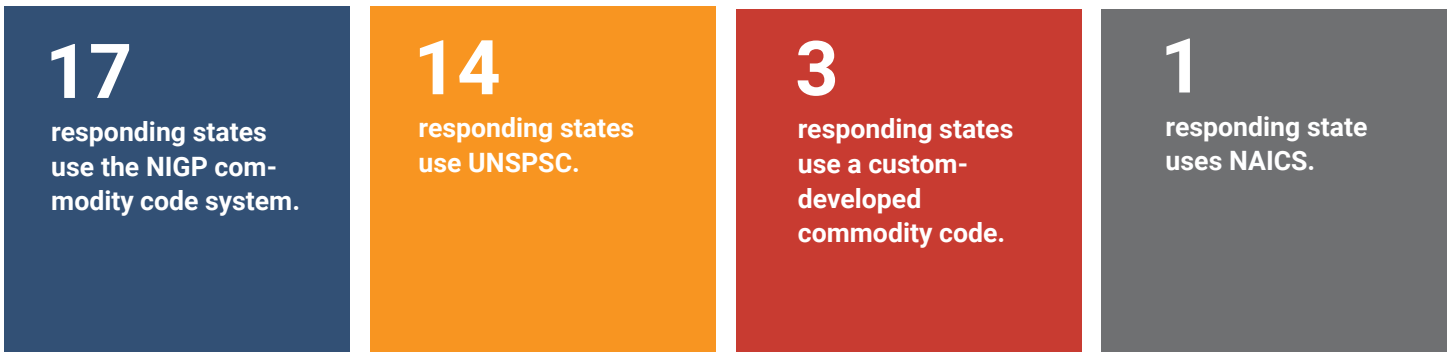 17
responding states
use the NIGP com-
modity code system.
14
responding states
use UNSPSC.
3
responding states
use a custom-
developed
commodity code.
1
responding state
uses NAICS.